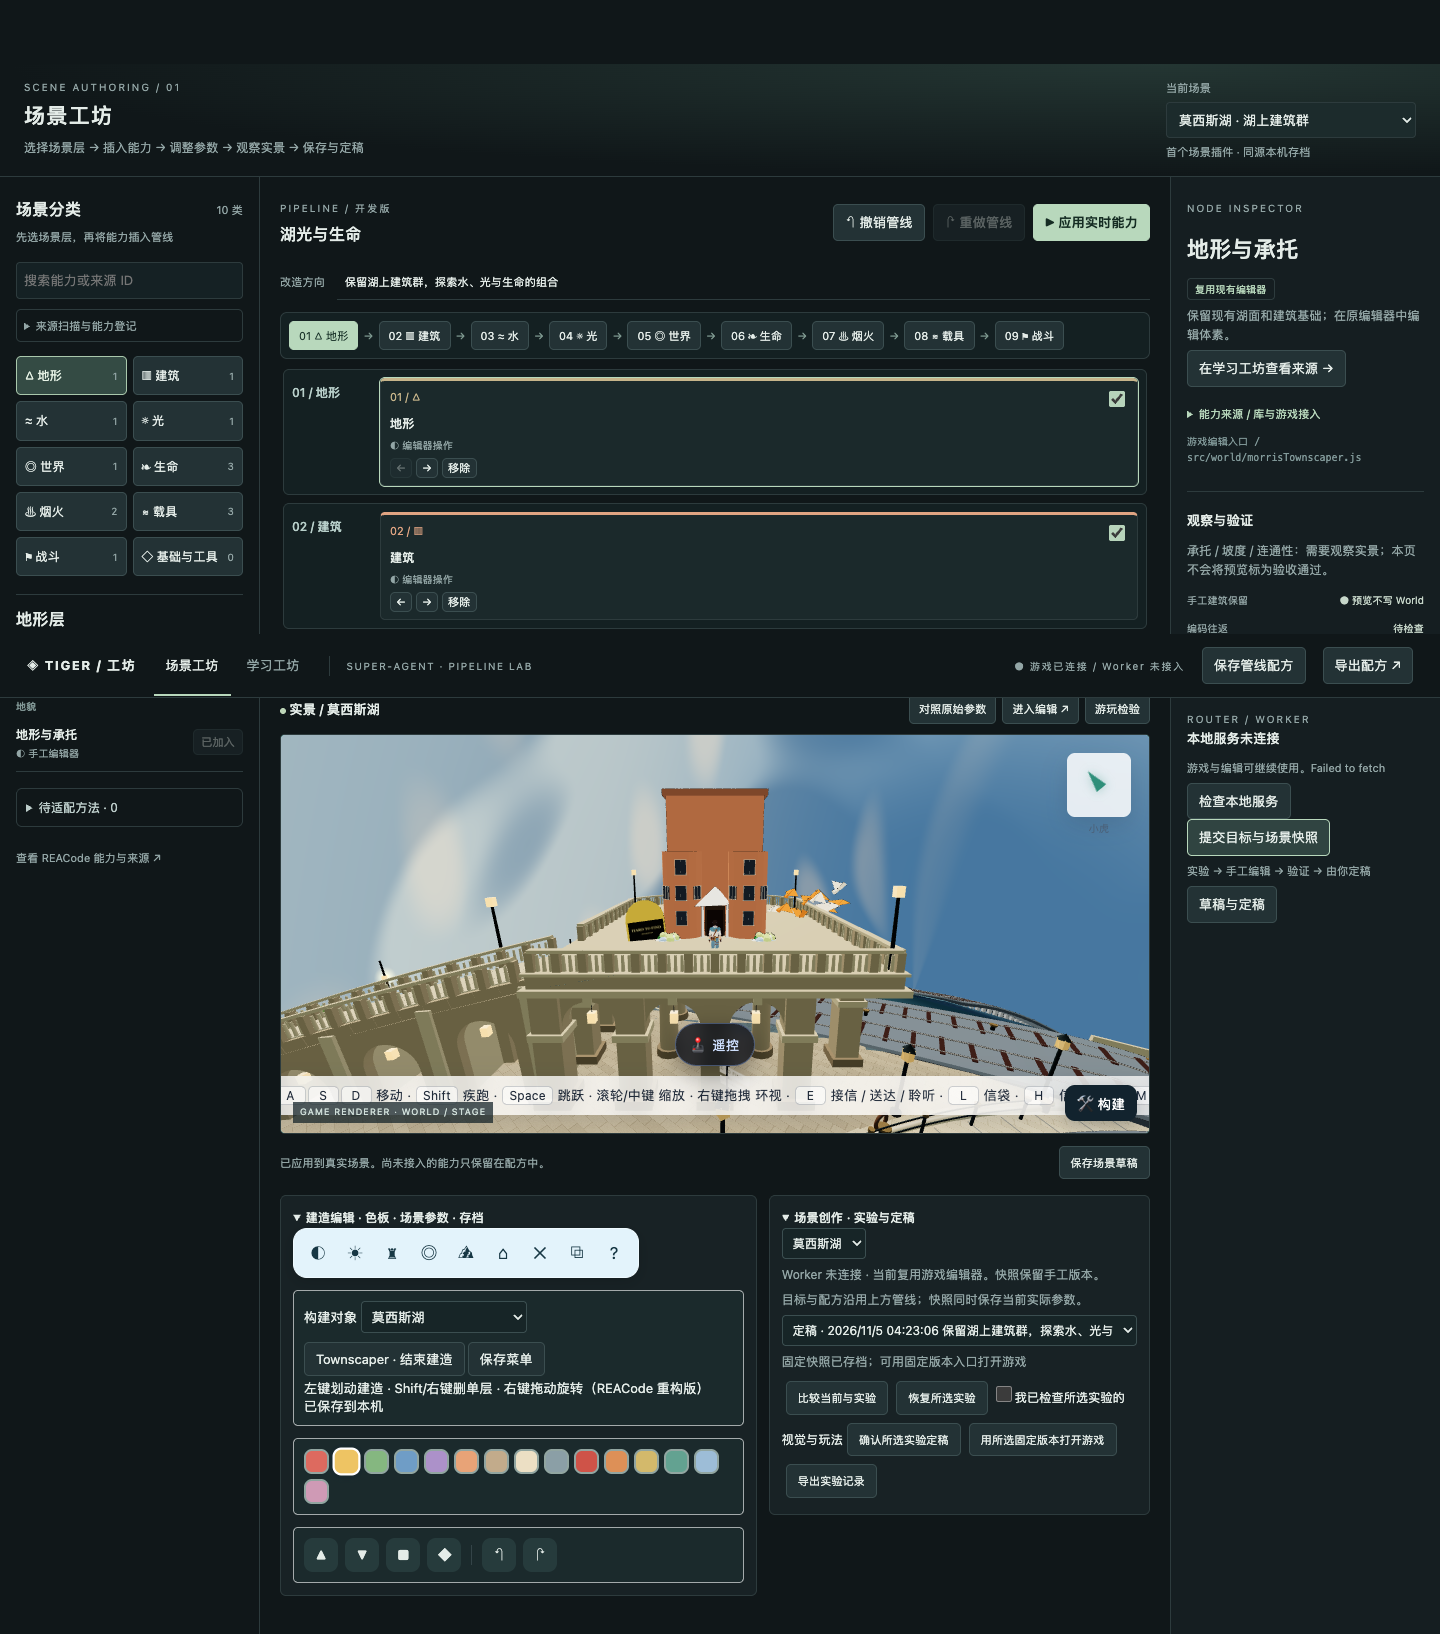 SCENE AUTHORING / 01
场景工坊
选择场景层 → 插入能力 → 调整参数 → 观察实景 → 保存与定稿
当前场景
莫西斯湖 · 湖上建筑群
首个场景插件 · 同源本机存档
场景分类
10 类
先选场景层，再将能力插入管线
搜索能力或来源 ID
▶ 来源扫描与能力登记
△ 地形 1
▥ 建筑 1
≈ 水 1
☼ 光 1
◎ 世界 1
❧ 生命 3
♨ 烟火 2
≋ 载具 3
⚑ 战斗 1
◇ 基础与工具 0
地形层
PIPELINE / 开发版
湖光与生命
撤销管线
重做管线
▶ 应用实时能力
改造方向
保留湖上建筑群，探索水、光与生命的组合
01 △ 地形 → 02 ▥ 建筑 → 03 ≈ 水 → 04 ☼ 光 → 05 ◎ 世界 → 06 ❧ 生命 → 07 ♨ 烟火 → 08 ≋ 载具 → 09 ⚑ 战斗
01 / 地形
01 / △
地形
◐ 编辑器操作
← → 移除
02 / 建筑
02 / ▥
建筑
◐ 编辑器操作
← → 移除
NODE INSPECTOR
地形与承托
复用现有编辑器
保留现有湖面和建筑基础；在原编辑器中编
辑体素。
在学习工坊查看来源 →
▶ 能力来源 / 库与游戏接入
游戏编辑入口 /
src/world/morrisTownscaper.js
观察与验证
承托 / 坡度 / 连通性：需要观察实景；本页
不会将预览标为验收通过。
手工建筑保留
● 预览不写 World
编码往返
待检查
◈ TIGER / 工坊
场景工坊
学习工坊
SUPER-AGENT · PIPELINE LAB
● 游戏已连接 / Worker 未接入
保存管线配方
导出配方 ↗
地貌
地形与承托
◐ 手工编辑器
已加入
▶ 待适配方法 · 0
查看 REACode 能力与来源 ↗
● 实景 / 莫西斯湖
对照原始参数
进入编辑 ↗
游玩检验
小虎
遥控
A S D 移动 · Shift 疾跑 · Space 跳跃 · 滚轮/中键 缩放 · 右键拖拽 环视 · E 接信 / 送达 / 聆听 · L 信袋 · H
M
构建
GAME RENDERER · WORLD / STAGE
已应用到真实场景。尚未接入的能力只保留在配方中。
保存场景草稿
ROUTER / WORKER
本地服务未连接
游戏与编辑可继续使用。Failed to fetch
检查本地服务
提交目标与场景快照
实验 → 手工编辑 → 验证 → 由你定稿
草稿与定稿
▼ 建造编辑 · 色板 · 场景参数 · 存档
?
构建对象 莫西斯湖
Townscaper · 结束建造
保存菜单
左键划动建造 · Shift/右键删单层 · 右键拖动旋转（REACode 重构版）
已保存到本机
▼ 场景创作 · 实验与定稿
莫西斯湖
Worker 未连接 · 当前复用游戏编辑器。快照保留手工版本。
目标与配方沿用上方管线；快照同时保存当前实际参数。
定稿 · 2026/11/5 04:23:06 保留湖上建筑群，探索水、光与
固定快照已存档；可用固定版本入口打开游戏
比较当前与实验
恢复所选实验
我已检查所选实验的
视觉与玩法
确认所选实验定稿
用所选固定版本打开游戏
导出实验记录